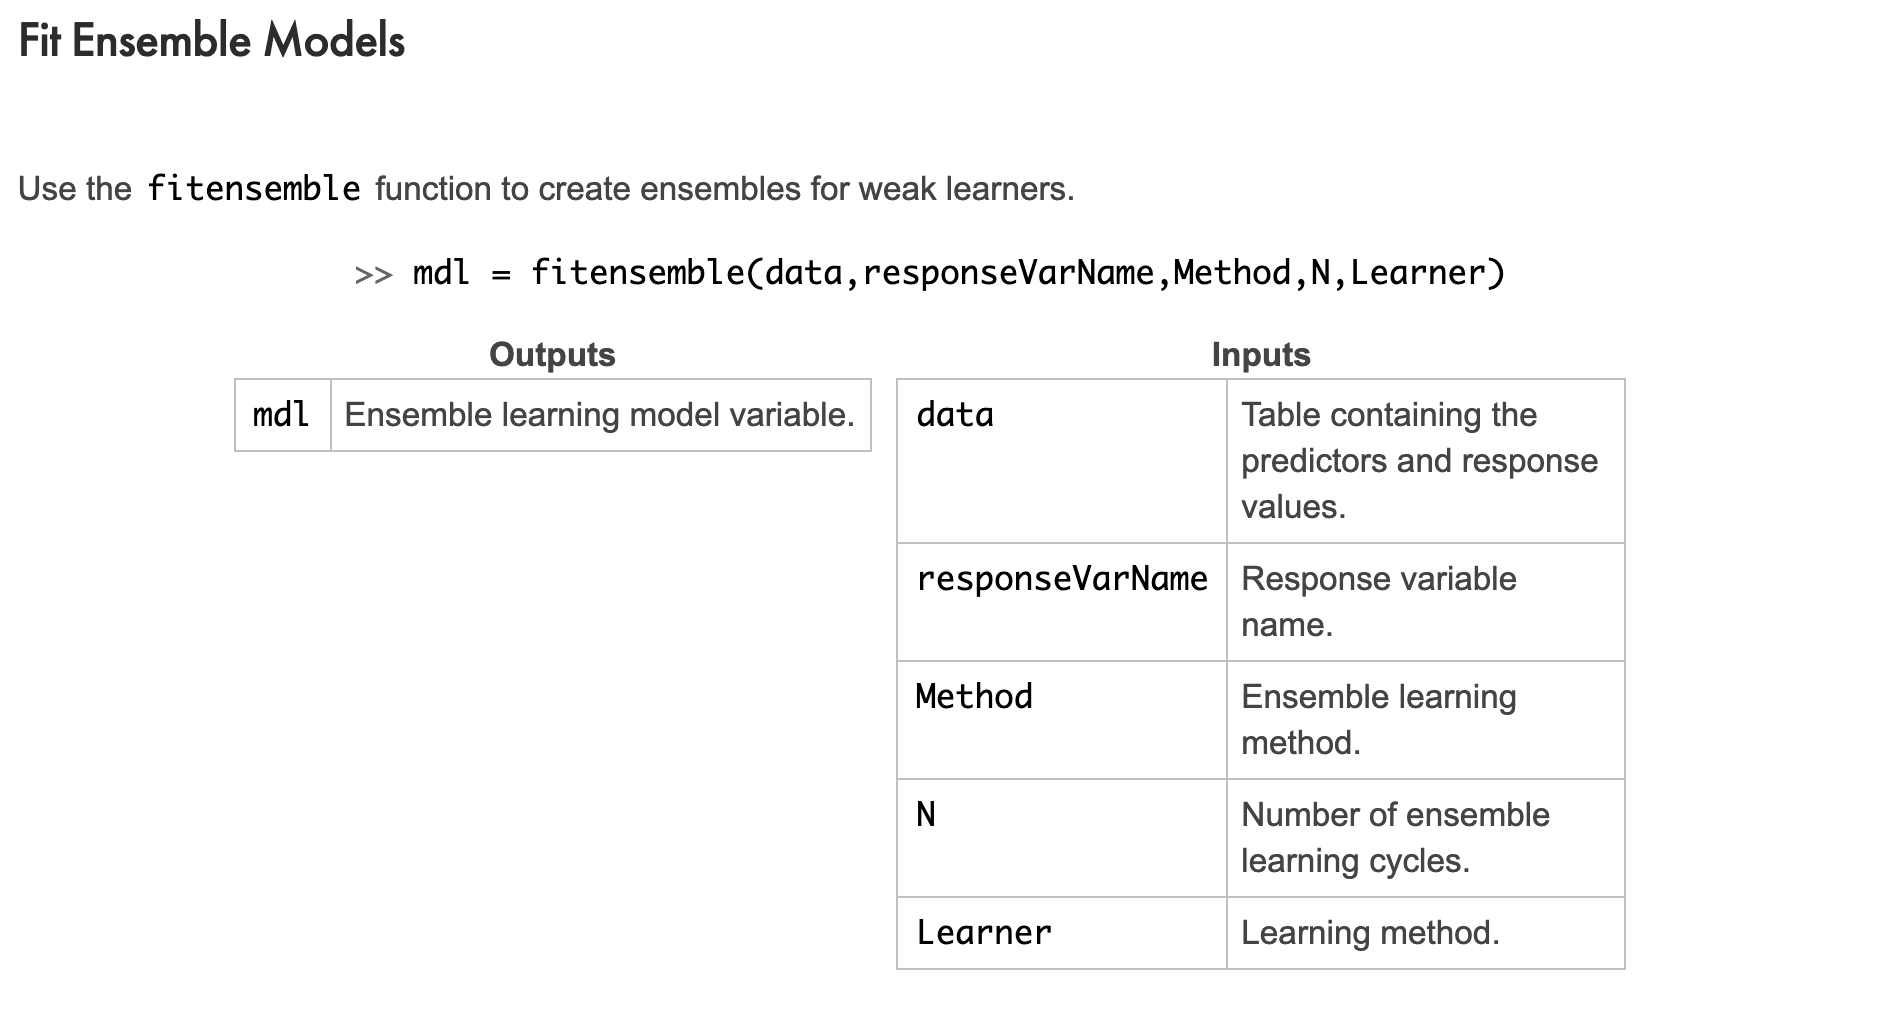 Fit Ensemble Models
Use the fitensemble function to create ensembles for weak learners.
>> mdl = fitensemble(data,responseVarName,Method,N,Learner)
Outputs
mdl Ensemble learning model variable.
Inputs
data Table containing the
predictors and response
values.
responseVarName Response variable
name.
Method Ensemble learning
method.
N Number of ensemble
learning cycles.
Learner Learning method.